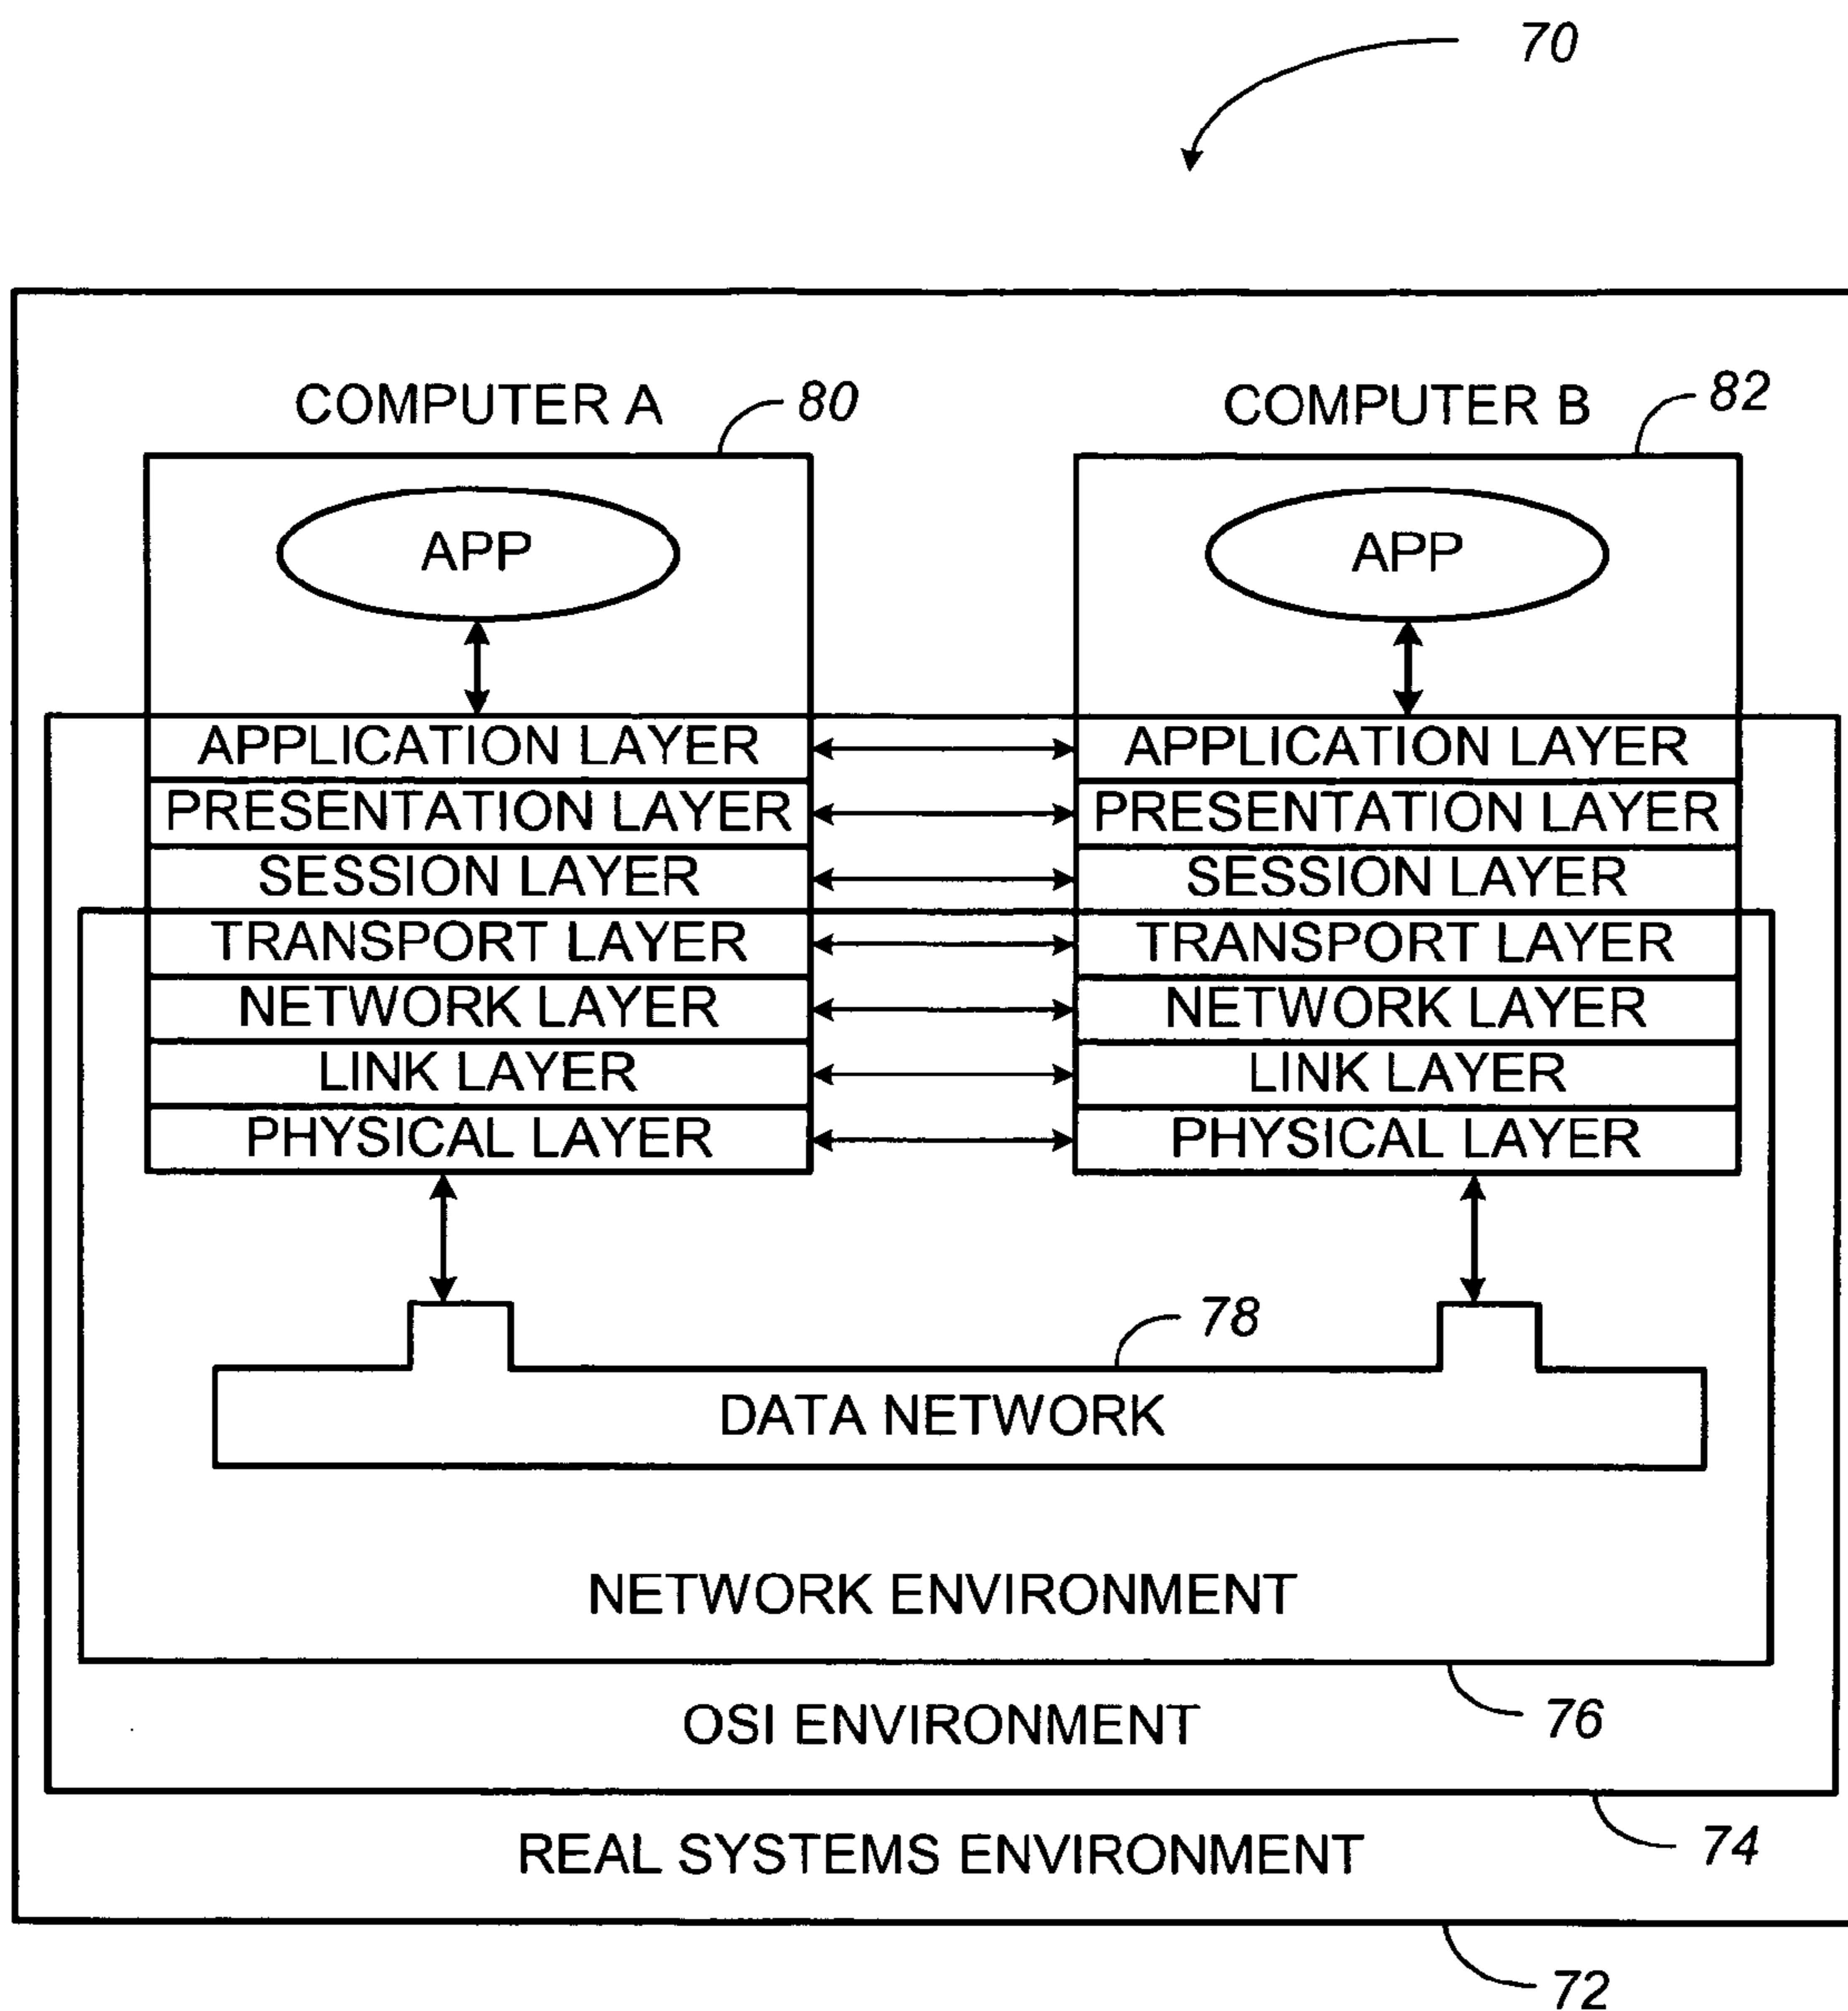 70
COMPUTER A
80
COMPUTER B
82
APP
APP
APPLICATION LAYER
APPLICATION LAYER
PRESENTATION LAYER
PRESENTATION LAYER
SESSION LAYER
SESSION LAYER
TRANSPORT LAYER
TRANSPORT LAYER
NETWORK LAYER
NETWORK LAYER
LINK LAYER
LINK LAYER
PHYSICAL LAYER
PHYSICAL LAYER
78
DATA NETWORK
NETWORK ENVIRONMENT
76
OSI ENVIRONMENT
74
REAL SYSTEMS ENVIRONMENT
72